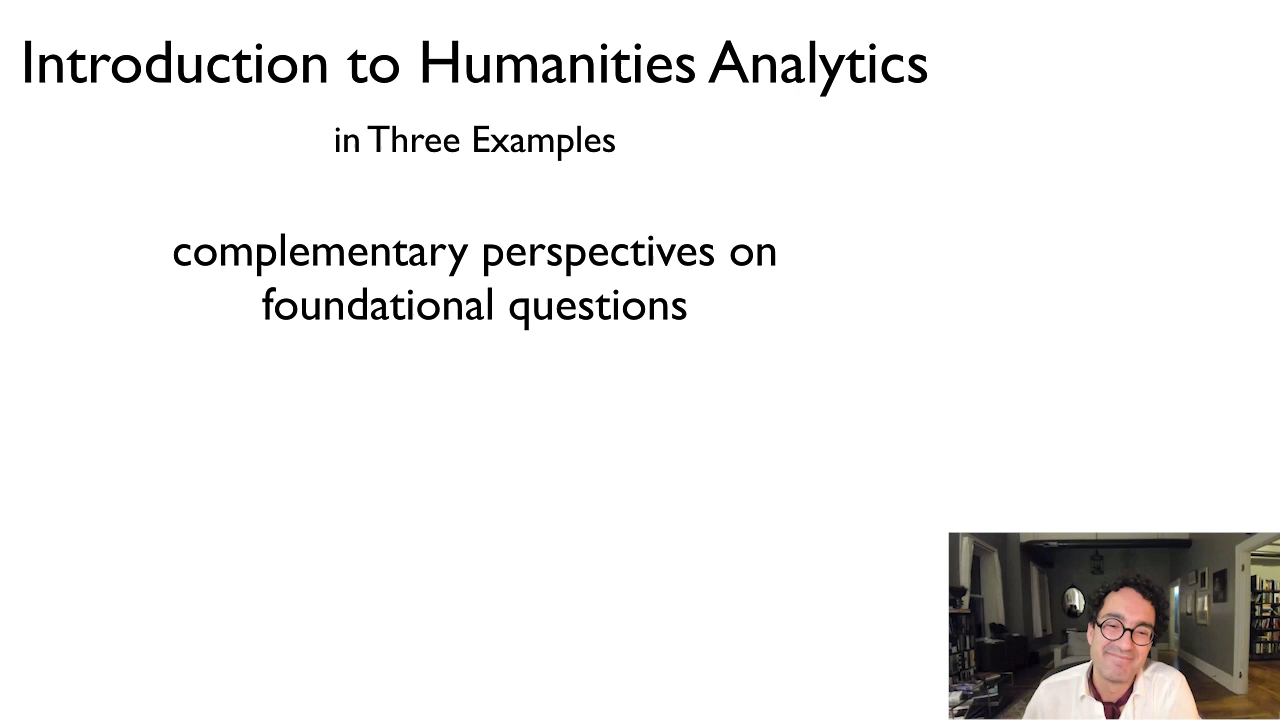 Introduction to Humanities Analytics
in Three Examples
complementary perspectives on
foundational questions